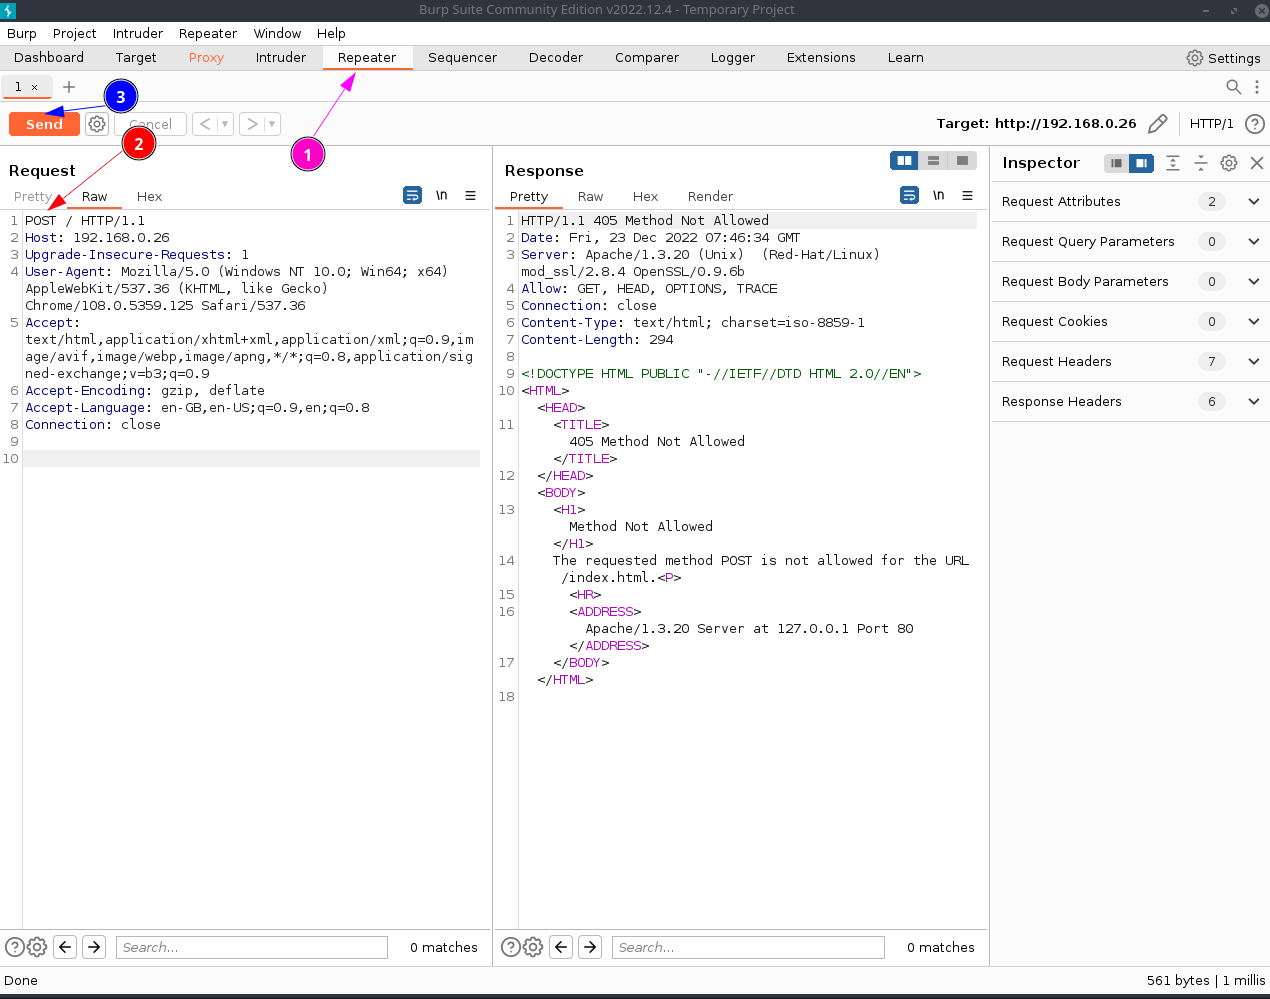 Burp Suite Community Edition v2022.12.4 - Temporary Project
Burp Project Intruder Repeater Window Help
Dashboard Target Proxy Intruder Repeater Sequencer Decoder Comparer Logger Extensions Learn Settings
1 × +
3
Send Cancel < >
Target: http://192.168.0.26 HTTP/1 ?
2
1
Request
Pretty Raw Hex \n
1 POST / HTTP/1.1
2 Host: 192.168.0.26
3 Upgrade-Insecure-Requests: 1
4 User-Agent: Mozilla/5.0 (Windows NT 10.0; Win64; x64)
AppleWebKit/537.36 (KHTML, like Gecko)
Chrome/108.0.5359.125 Safari/537.36
5 Accept:
text/html,application/xhtml+xml,application/xml;q=0.9,im
age/avif,image/webp,image/apng,*/*;q=0.8,application/sig
ned-exchange;v=b3;q=0.9
6 Accept-Encoding: gzip, deflate
7 Accept-Language: en-GB,en-US;q=0.9,en;q=0.8
8 Connection: close
9
10
? Search... 0 matches
Response
Pretty Raw Hex Render \n
1 HTTP/1.1 405 Method Not Allowed
2 Date: Fri, 23 Dec 2022 07:46:34 GMT
3 Server: Apache/1.3.20 (Unix)  (Red-Hat/Linux)
mod_ssl/2.8.4 OpenSSL/0.9.6b
4 Allow: GET, HEAD, OPTIONS, TRACE
5 Connection: close
6 Content-Type: text/html; charset=iso-8859-1
7 Content-Length: 294
8
9 <!DOCTYPE HTML PUBLIC "-//IETF//DTD HTML 2.0//EN">
10 <HTML>
<HEAD>
11 <TITLE>
405 Method Not Allowed
</TITLE>
12 </HEAD>
<BODY>
13 <H1>
Method Not Allowed
</H1>
14 The requested method POST is not allowed for the URL
/index.html.<P>
15 <HR>
16 <ADDRESS>
Apache/1.3.20 Server at 127.0.0.1 Port 80
</ADDRESS>
17 </BODY>
</HTML>
18
? Search... 0 matches
Inspector
Request Attributes 2
Request Query Parameters 0
Request Body Parameters 0
Request Cookies 0
Request Headers 7
Response Headers 6
Done
561 bytes | 1 millis